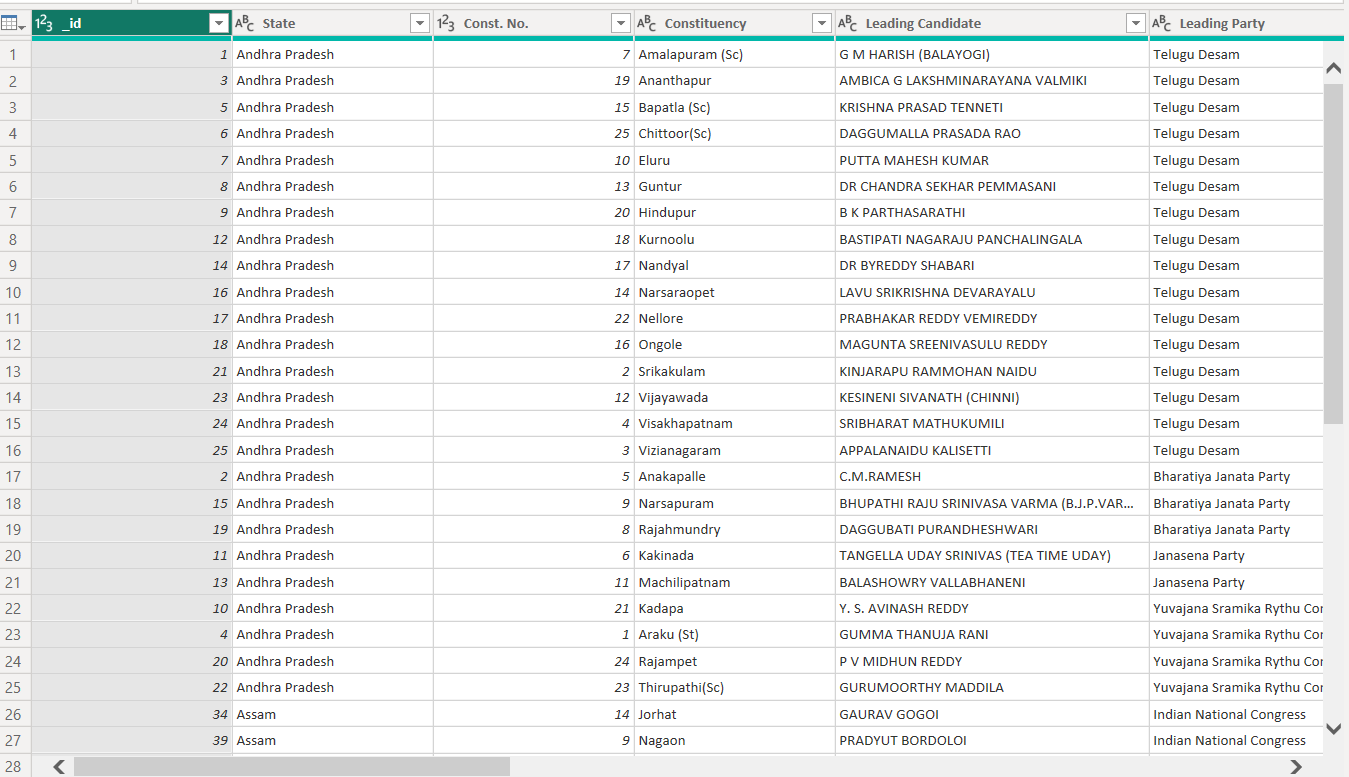 1 2 3 _id A B C State 1 2 3 Const. No. A B C Constituency A B C Leading Candidate A B C Leading Party
1 1 Andhra Pradesh 7 Amalapuram (Sc) G M HARISH (BALAYOGI) Telugu Desam
2 3 Andhra Pradesh 19 Ananthapur AMBICA G LAKSHMINARAYANA VALMIKI Telugu Desam
3 5 Andhra Pradesh 15 Bapatla (Sc) KRISHNA PRASAD TENNETI Telugu Desam
4 6 Andhra Pradesh 25 Chittoor(Sc) DAGGUMALLA PRASADA RAO Telugu Desam
5 7 Andhra Pradesh 10 Eluru PUTTA MAHESH KUMAR Telugu Desam
6 8 Andhra Pradesh 13 Guntur DR CHANDRA SEKHAR PEMMASANI Telugu Desam
7 9 Andhra Pradesh 20 Hindupur B K PARTHASARATHI Telugu Desam
8 12 Andhra Pradesh 18 Kurnoolu BASTIPATI NAGARAJU PANCHALINGALA Telugu Desam
9 14 Andhra Pradesh 17 Nandyal DR BYREDDY SHABARI Telugu Desam
10 16 Andhra Pradesh 14 Narsaraopet LAVU SRIKRISHNA DEVARAYALU Telugu Desam
11 17 Andhra Pradesh 22 Nellore PRABHAKAR REDDY VEMIREDDY Telugu Desam
12 18 Andhra Pradesh 16 Ongole MAGUNTA SREENIVASULU REDDY Telugu Desam
13 21 Andhra Pradesh 2 Srikakulam KINJARAPU RAMMOHAN NAIDU Telugu Desam
14 23 Andhra Pradesh 12 Vijayawada KESINENI SIVANATH (CHINNI) Telugu Desam
15 24 Andhra Pradesh 4 Visakhapatnam SRIBHARAT MATHUKUMILI Telugu Desam
16 25 Andhra Pradesh 3 Vizianagaram APPALANAIDU KALISETTI Telugu Desam
17 2 Andhra Pradesh 5 Anakapalle C.M.RAMESH Bharatiya Janata Party
18 15 Andhra Pradesh 9 Narsapuram BHUPATHI RAJU SRINIVASA VARMA (B.J.P.VAR... Bharatiya Janata Party
19 19 Andhra Pradesh 8 Rajahmundry DAGGUBATI PURANDHESHWARI Bharatiya Janata Party
20 11 Andhra Pradesh 6 Kakinada TANGELLA UDAY SRINIVAS (TEA TIME UDAY) Janasena Party
21 13 Andhra Pradesh 11 Machilipatnam BALASHOWRY VALLABHANENI Janasena Party
22 10 Andhra Pradesh 21 Kadapa Y. S. AVINASH REDDY Yuvajana Sramika Rythu Cor
23 4 Andhra Pradesh 1 Araku (St) GUMMA THANUJA RANI Yuvajana Sramika Rythu Cor
24 20 Andhra Pradesh 24 Rajampet P V MIDHUN REDDY Yuvajana Sramika Rythu Cor
25 22 Andhra Pradesh 23 Thirupathi(Sc) GURUMOORTHY MADDILA Yuvajana Sramika Rythu Cor
26 34 Assam 14 Jorhat GAURAV GOGOI Indian National Congress
27 39 Assam 9 Nagaon PRADYUT BORDOLOI Indian National Congress
28